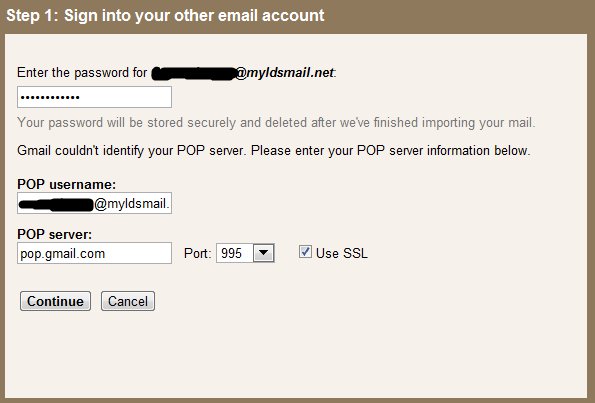 Step 1: Sign into your other email account
Enter the password for @myldsmail.net:
••••••••••••
Your password will be stored securely and deleted after we've finished importing your mail.
Gmail couldn't identify your POP server. Please enter your POP server information below.
POP username:
@myldsmail.
POP server:
pop.gmail.com Port: 995 Use SSL
Continue Cancel